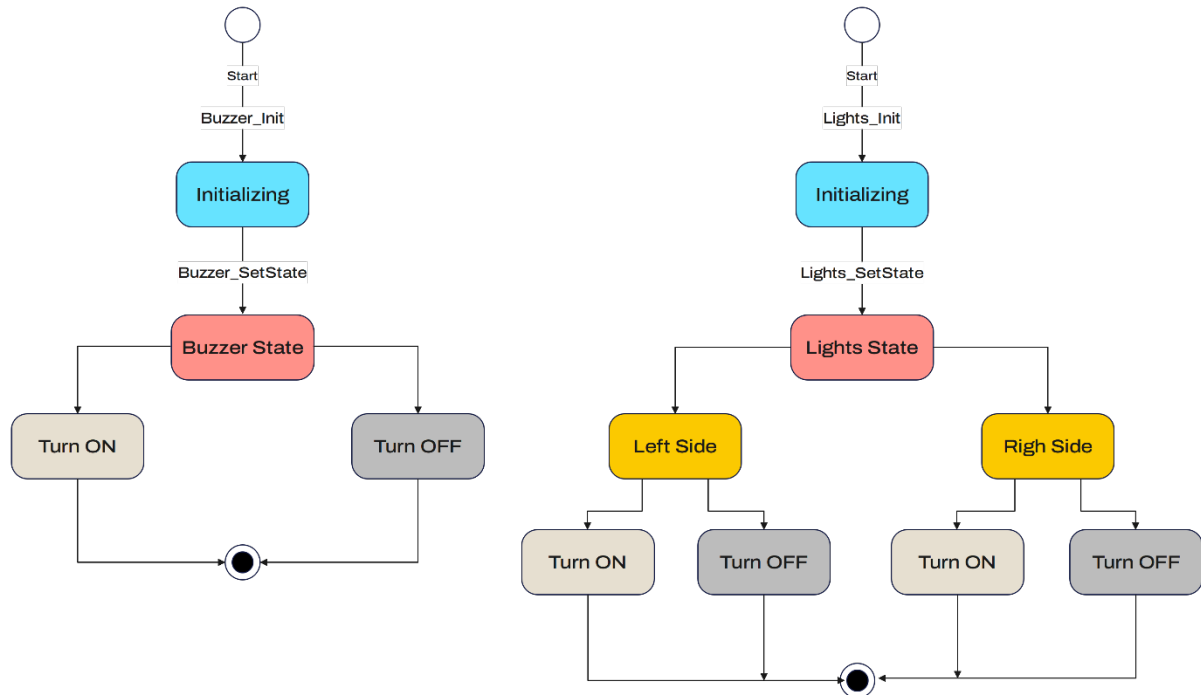 Start
Buzzer_Init
Initializing
Buzzer_SetState
Buzzer State
Turn ON
Turn OFF
Start
Lights_Init
Initializing
Lights_SetState
Lights State
Left Side
Righ Side
Turn ON
Turn OFF
Turn ON
Turn OFF